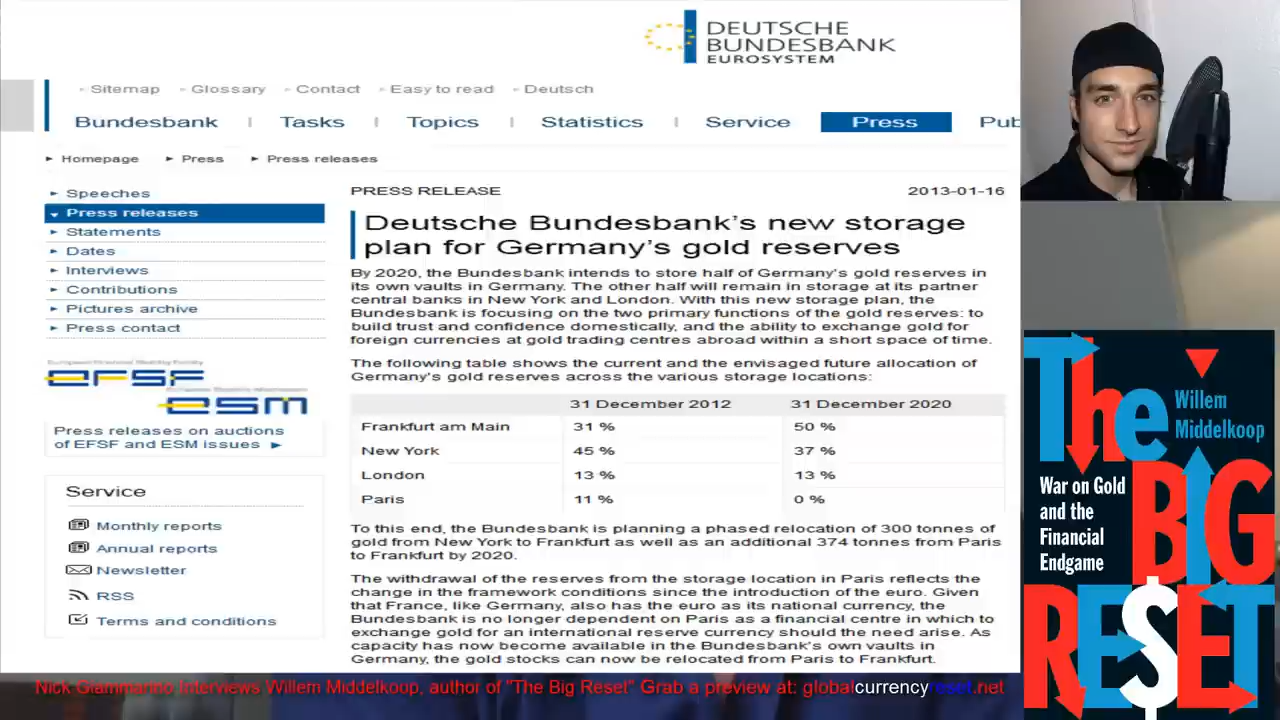 DEUTSCHE
BUNDESBANK
EUROSYSTEM
Sitemap Glossary Contact Easy to read Deutsch
Bundesbank Tasks Topics Statistics Service Press Pu
Homepage Press Press releases
Speeches
Press releases
Statements
Dates
Interviews
Contributions
Pictures archive
Press contact
EFSF
esm
Press releases on auctions
of EFSF and ESM issues
Service
Monthly reports
Annual reports
Newsletter
RSS
Terms and conditions
PRESS RELEASE 2013-01-16
Deutsche Bundesbank's new storage
plan for Germany's gold reserves
By 2020, the Bundesbank intends to store half of Germany's gold reserves in
its own vaults in Germany. The other half will remain in storage at its partner
central banks in New York and London. With this new storage plan, the
Bundesbank is focusing on the two primary functions of the gold reserves: to
build trust and confidence domestically, and the ability to exchange gold for
foreign currencies at gold trading centres abroad within a short space of time.
The following table shows the current and the envisaged future allocation of
Germany's gold reserves across the various storage locations:
31 December 2012 31 December 2020
Frankfurt am Main 31 % 50 %
New York 45 % 37 %
London 13 % 13 %
Paris 11 % 0 %
To this end, the Bundesbank is planning a phased relocation of 300 tonnes of
gold from New York to Frankfurt as well as an additional 374 tonnes from Paris
to Frankfurt by 2020.
The withdrawal of the reserves from the storage location in Paris reflects the
change in the framework conditions since the introduction of the euro. Given
that France, like Germany, also has the euro as its national currency, the
Bundesbank is no longer dependent on Paris as a financial centre in which to
exchange gold for an international reserve currency should the need arise. As
capacity has now become available in the Bundesbank's own vaults in
Germany, the gold stocks can now be relocated from Paris to Frankfurt.
The
Willem
Middelkoop
War on Gold
and the
Financial
Endgame
BIG
RE$ET
Nick Giammarino Interviews Willem Middelkoop, author of "The Big Reset" Grab a preview at: globalcurrencyreset.net